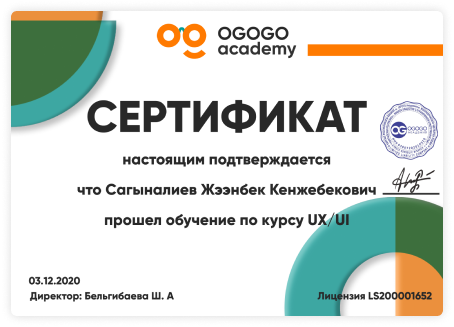 OGOGO
academy
СЕРТИФИКАТ
OGOGO
настоящим подтверждается
что Сагыналиев Жээнбек Кенжебекович
прошел обучение по курсу UX/UI
03.12.2020
Директор: Бельгибаева Ш. А
Лицензия LS200001652